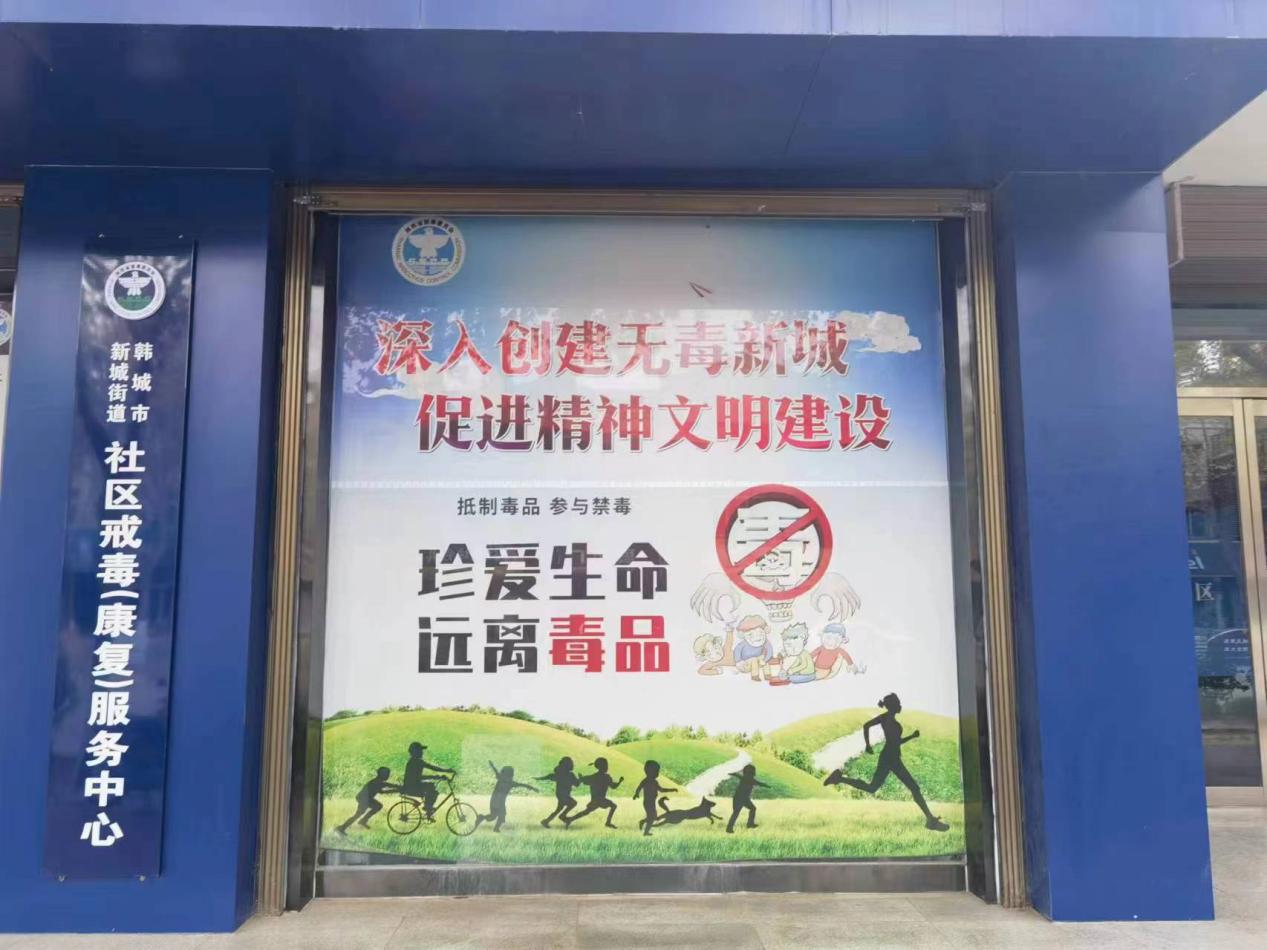 韩城市
新城街道
社区戒毒(康复)服务中心
深入创建无毒新城
促进精神文明建设
抵制毒品 参与禁毒
珍爱生命
远离毒品
毒
区